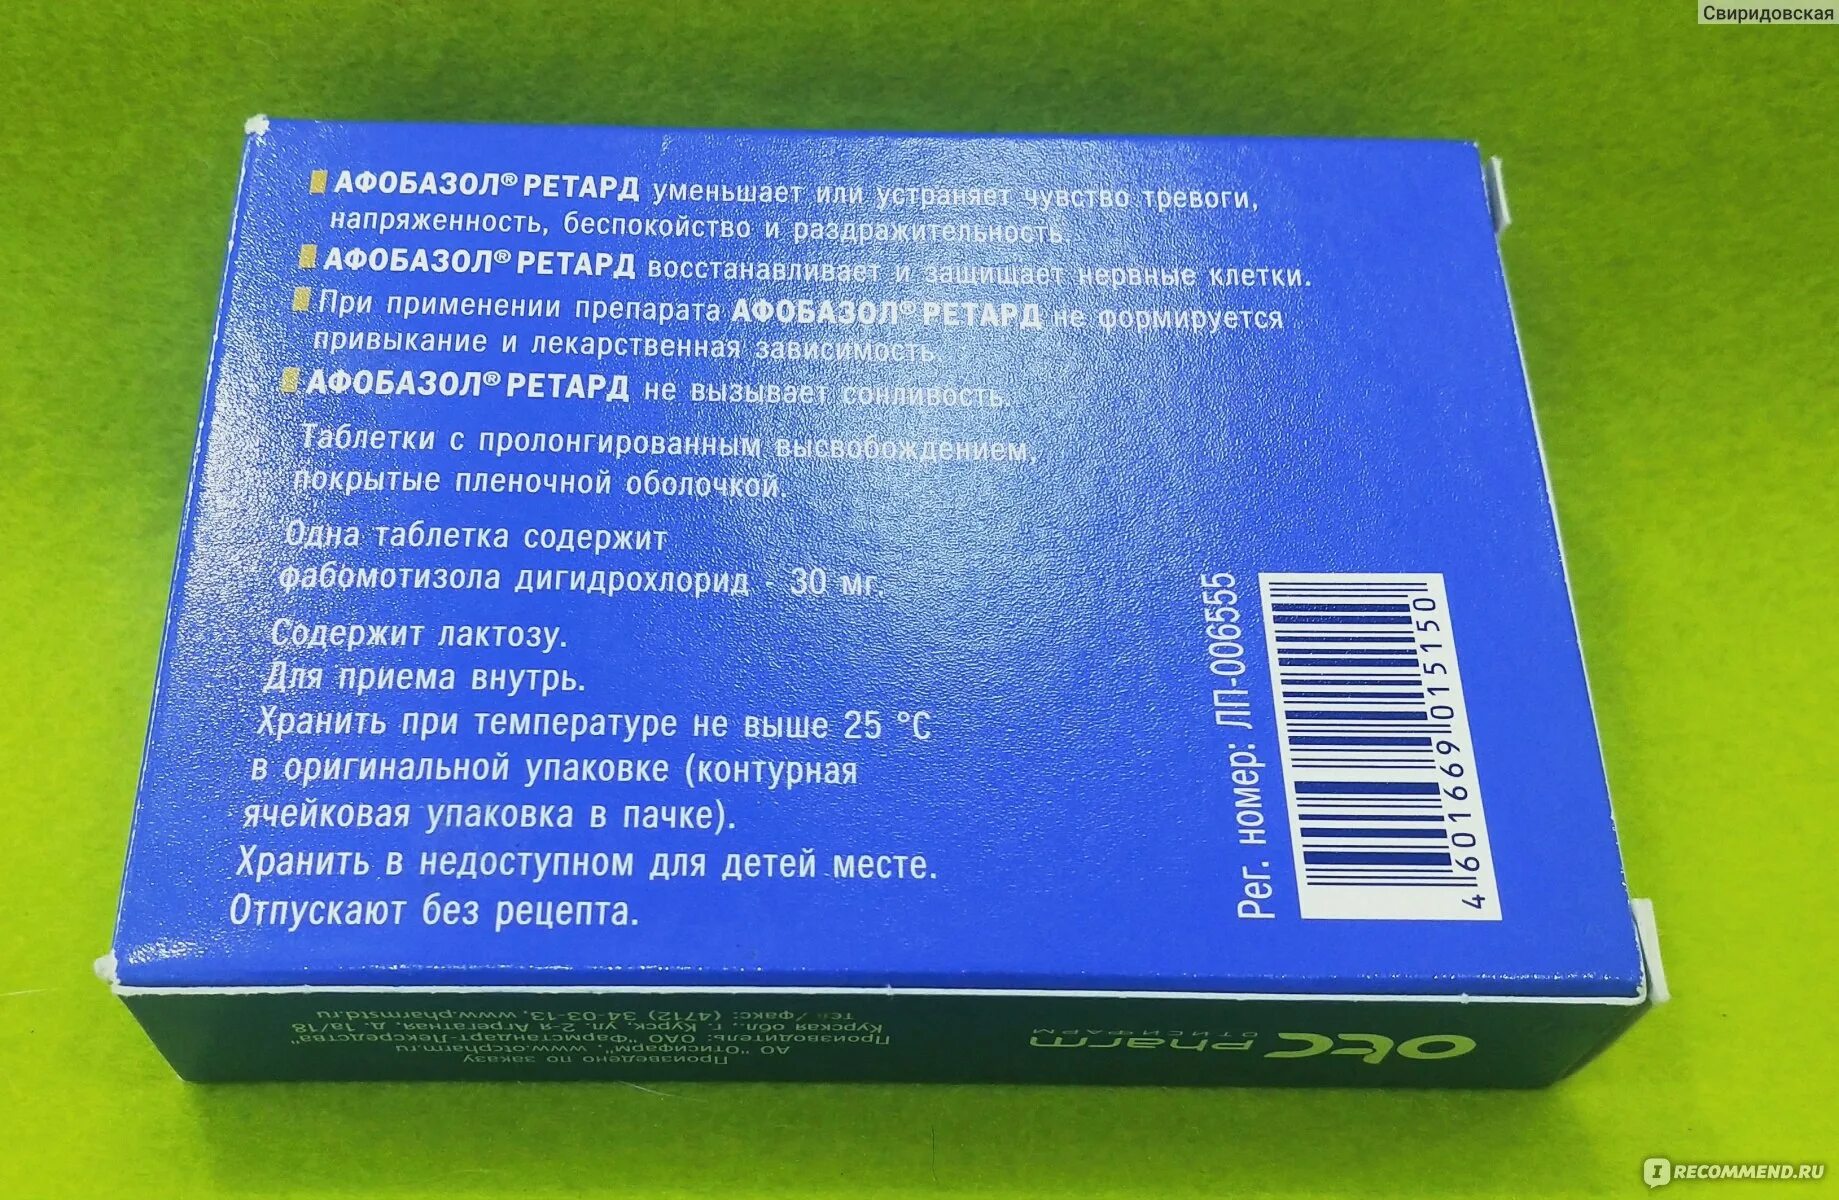 Свиридовская
АФОБАЗОЛ® РЕТАРД уменьшает или устраняет чувство тревоги,
напряженность, беспокойство и раздражительность.
АФОБАЗОЛ® РЕТАРД восстанавливает и защищает нервные клетки.
При применении препарата АФОБАЗОЛ® РЕТАРД не формируется
привыкание и лекарственная зависимость.
АФОБАЗОЛ® РЕТАРД не вызывает сонливость.
Таблетки с пролонгированным высвобождением,
покрытые пленочной оболочкой.
Одна таблетка содержит
фабомотизола дигидрохлорид - 30 мг.
Содержит лактозу.
Для приема внутрь.
Хранить при температуре не выше 25 °С
в оригинальной упаковке (контурная
ячейковая упаковка в пачке).
Хранить в недоступном для детей месте.
Отпускают без рецепта.
Рег. номер: ЛП-006555
4 601669 015150
otc Pharm
ОТИСИФАРМ
Произведено по заказу
АО "Отисифарм", www.otcpharm.ru
Производитель: ОАО "Фармстандарт-Лексредства"
Курская обл., г. Курск, ул. 2-я Агрегатная, д. 1а/18
тел./факс: (4712) 34-03-13, www.pharmstd.ru
IRECOMMEND.RU